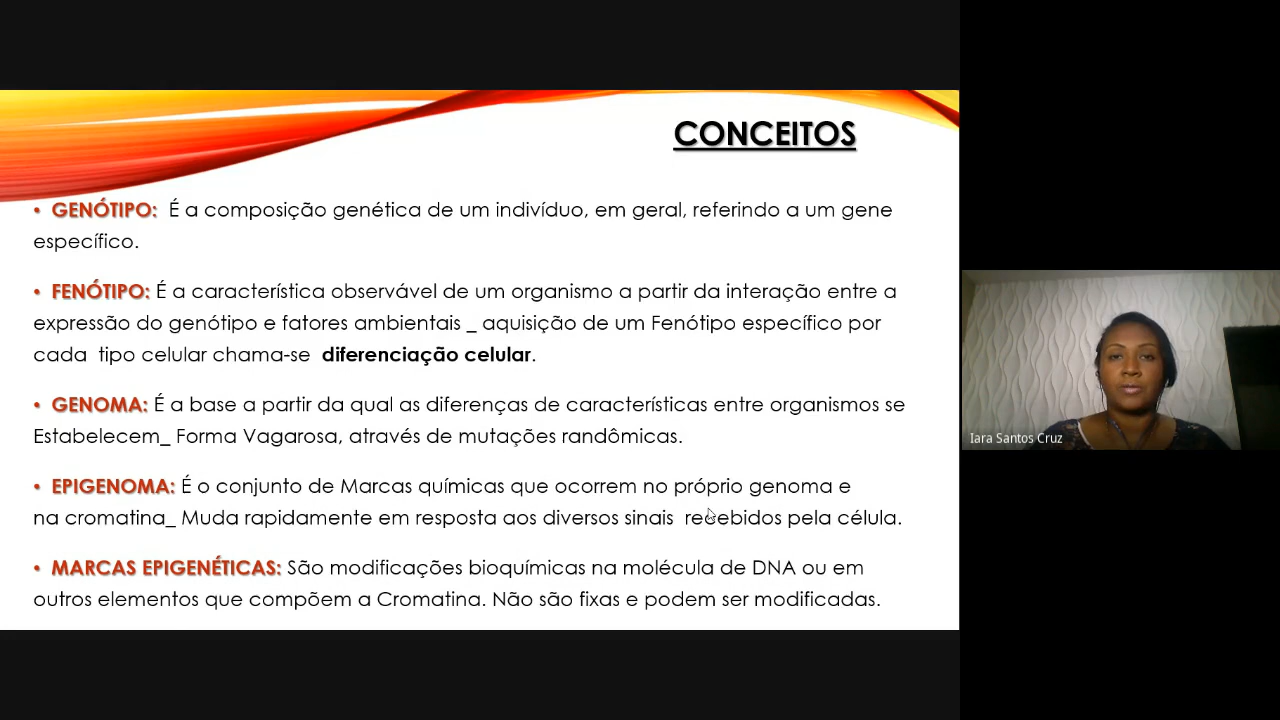 CONCEITOS
• GENÓTIPO: É a composição genética de um indivíduo, em geral, referindo a um gene
específico.
• FENÓTIPO: É a característica observável de um organismo a partir da interação entre a
expressão do genótipo e fatores ambientais _ aquisição de um Fenótipo específico por
cada tipo celular chama-se diferenciação celular.
• GENOMA: É a base a partir da qual as diferenças de características entre organismos se
Estabelecem_ Forma Vagarosa, através de mutações randômicas.
• EPIGENOMA: É o conjunto de Marcas químicas que ocorrem no próprio genoma e
na cromatina_ Muda rapidamente em resposta aos diversos sinais recebidos pela célula.
• MARCAS EPIGENÉTICAS: São modificações bioquímicas na molécula de DNA ou em
outros elementos que compõem a Cromatina. Não são fixas e podem ser modificadas.
Iara Santos Cruz